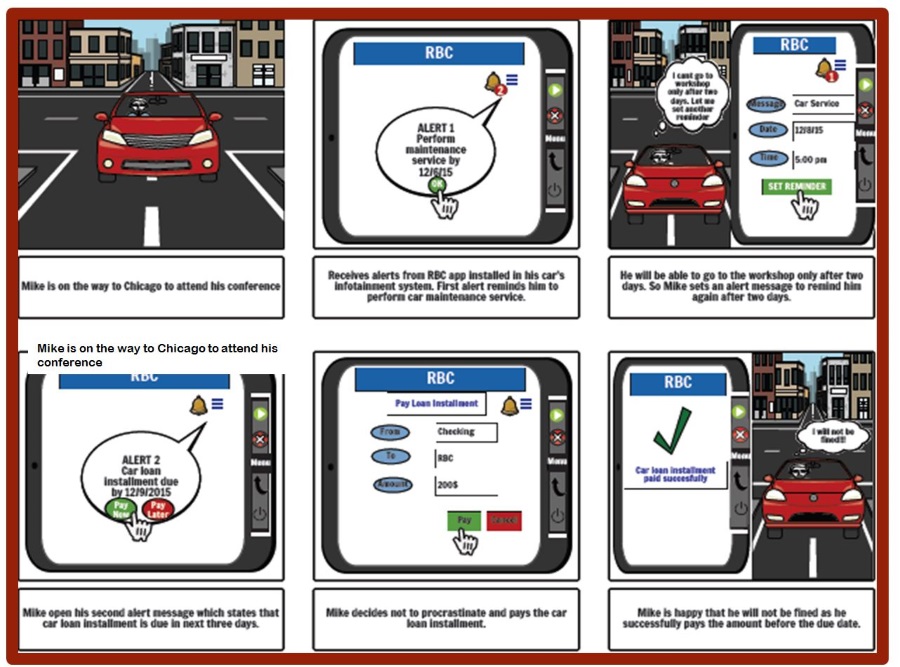 RBC
2
ALERT 1
Perform
maintenance
service by
12/6/15
OK
Menu
I cant go to
workshop
only after two
days. Let me
set another
reminder
RBC
1
Message Car Service
Date 12/8/15
Time 5:00 pm
SET REMINDER
Menu
Mike is on the way to Chicago to attend his conference
Receives alerts from RBC app installed in his car's
infotainment system. First alert reminds him to
perform car maintenance service.
He will be able to go to the workshop only after two
days. So Mike sets an alert message to remind him
again after two days.
Mike is on the way to Chicago to attend his
conference
RBC
ALERT 2
Car loan
installment due
by 12/9/2015
Pay
Now
Pay
Later
Menu
RBC
Pay Loan Installment
From Checking
To RBC
Amount 200$
Pay Cancel
Menu
RBC
Car loan installment
paid succesfully
Menu
I will not be
fined!!!
Mike open his second alert message which states that
car loan installment is due in next three days.
Mike decides not to procrastinate and pays the car
loan installment.
Mike is happy that he will not be fined as he
successfully pays the amount before the due date.